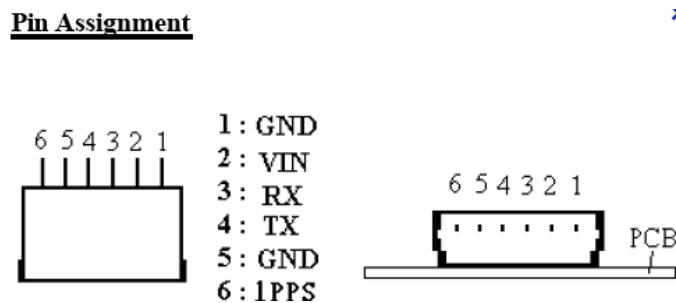 Pin Assignment
6 5 4 3 2 1
1 : GND
2 : VIN
3 : RX
4 : TX
5 : GND
6 : 1PPS
6 5 4 3 2 1
PCB